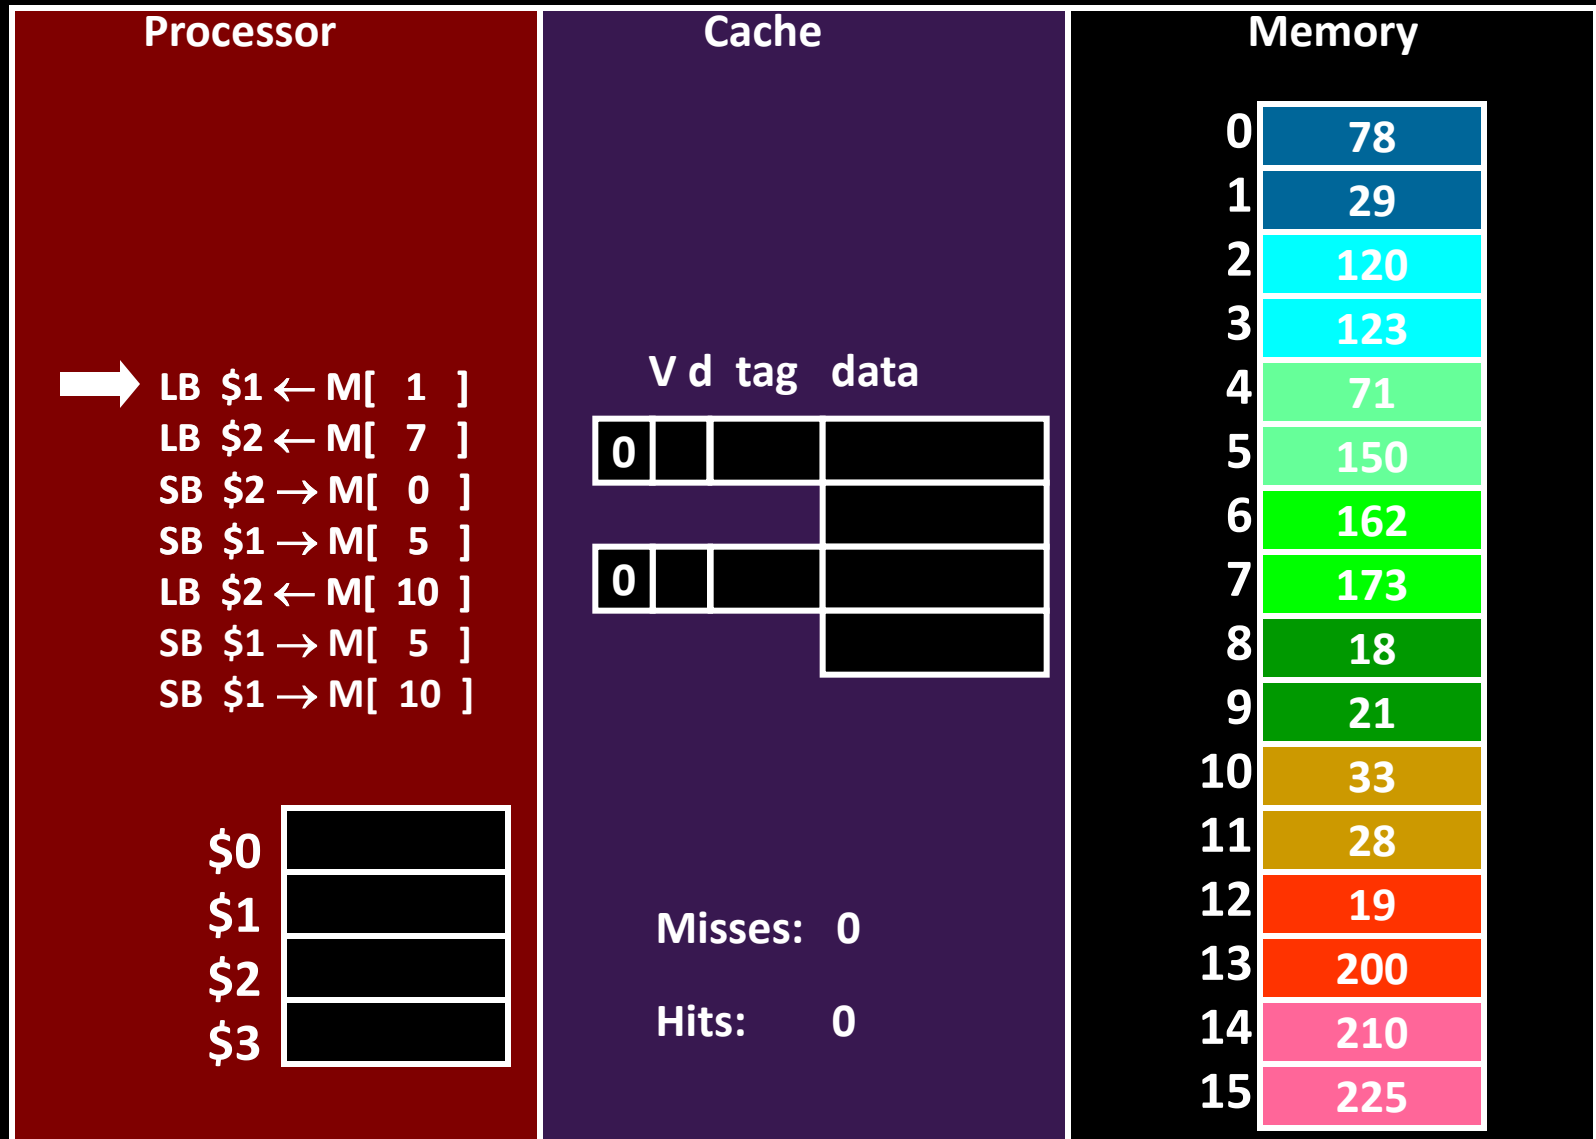 Processor
LB $1 ← M[ 1 ]
LB $2 ← M[ 7 ]
SB $2 → M[ 0 ]
SB $1 → M[ 5 ]
LB $2 ← M[ 10 ]
SB $1 → M[ 5 ]
SB $1 → M[ 10 ]
$0
$1
$2
$3
Cache
V d tag data
0
0
Misses: 0
Hits: 0
Memory
0 78
1 29
2 120
3 123
4 71
5 150
6 162
7 173
8 18
9 21
10 33
11 28
12 19
13 200
14 210
15 225